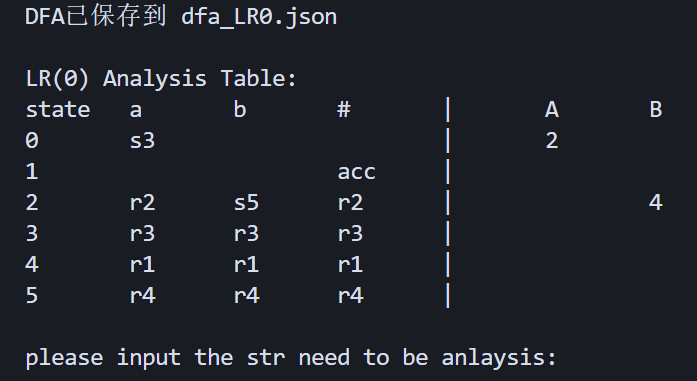 DFA已保存到 dfa_LR0.json
LR(0) Analysis Table:
state a b # | A B
0 s3 | 2
1 acc |
2 r2 s5 r2 | 4
3 r3 r3 r3 |
4 r1 r1 r1 |
5 r4 r4 r4 |
please input the str need to be anlaysis: